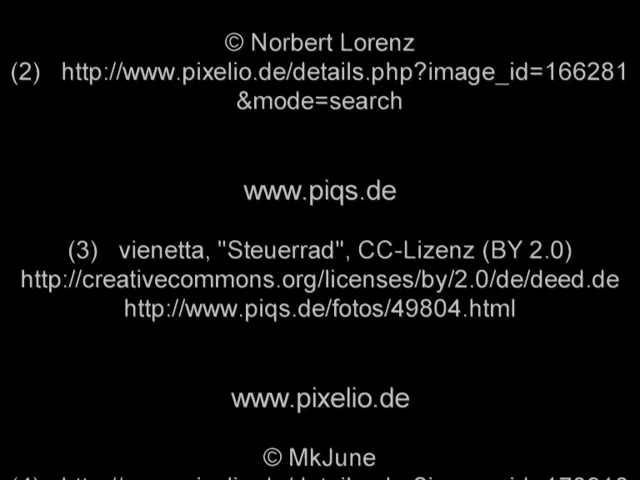 © Norbert Lorenz
(2) http://www.pixelio.de/details.php?image_id=166281
&mode=search
www.piqs.de
(3) vienetta, "Steuerrad", CC-Lizenz (BY 2.0)
http://creativecommons.org/licenses/by/2.0/de/deed.de
http://www.piqs.de/fotos/49804.html
www.pixelio.de
© MkJune